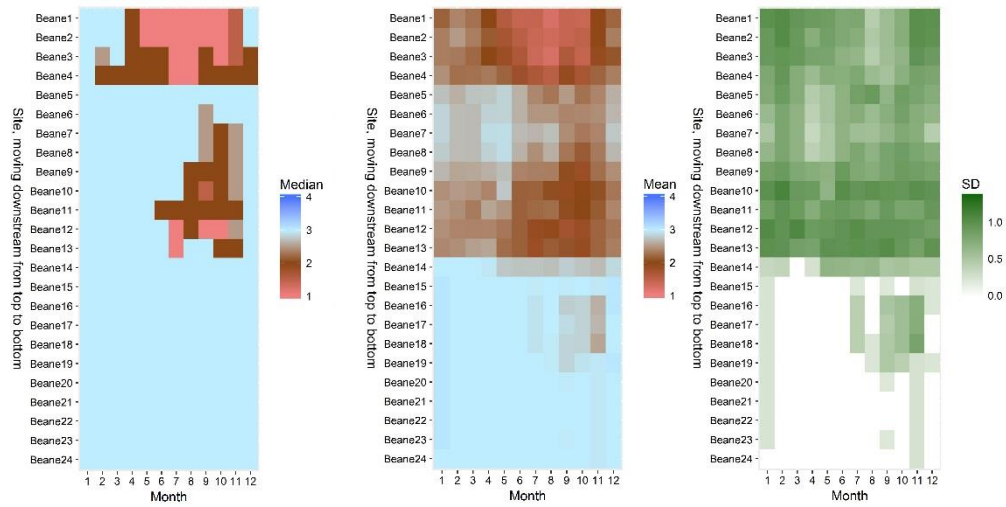 Site, moving downstream from top to bottom
Beane1
Beane2
Beane3
Beane4
Beane5
Beane6
Beane7
Beane8
Beane9
Beane10
Beane11
Beane12
Beane13
Beane14
Beane15
Beane16
Beane17
Beane18
Beane19
Beane20
Beane21
Beane22
Beane23
Beane24
1 2 3 4 5 6 7 8 9 10 11 12
Month
Median
4
3
2
1
Site, moving downstream from top to bottom
Beane1
Beane2
Beane3
Beane4
Beane5
Beane6
Beane7
Beane8
Beane9
Beane10
Beane11
Beane12
Beane13
Beane14
Beane15
Beane16
Beane17
Beane18
Beane19
Beane20
Beane21
Beane22
Beane23
Beane24
1 2 3 4 5 6 7 8 9 10 11 12
Month
Mean
4
3
2
1
Site, moving downstream from top to bottom
Beane1
Beane2
Beane3
Beane4
Beane5
Beane6
Beane7
Beane8
Beane9
Beane10
Beane11
Beane12
Beane13
Beane14
Beane15
Beane16
Beane17
Beane18
Beane19
Beane20
Beane21
Beane22
Beane23
Beane24
1 2 3 4 5 6 7 8 9 10 11 12
Month
SD
1.0
0.5
0.0